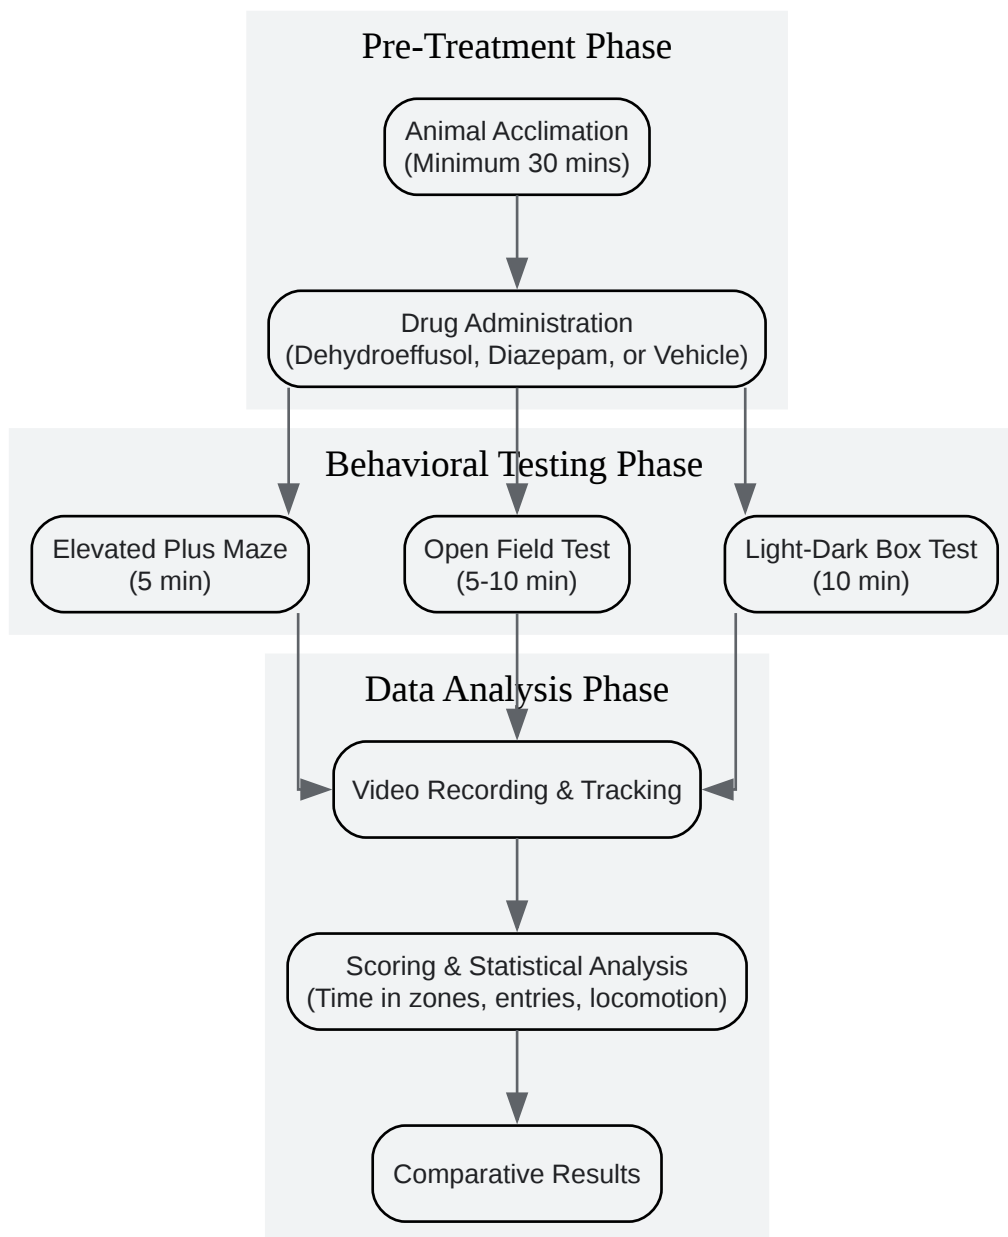 Pre-Treatment Phase
Animal Acclimation
(Minimum 30 mins)
Drug Administration
(Dehydroeffusol, Diazepam, or Vehicle)
Behavioral Testing Phase
Elevated Plus Maze
(5 min)
Open Field Test
(5-10 min)
Light-Dark Box Test
(10 min)
Data Analysis Phase
Video Recording & Tracking
Scoring & Statistical Analysis
(Time in zones, entries, locomotion)
Comparative Results